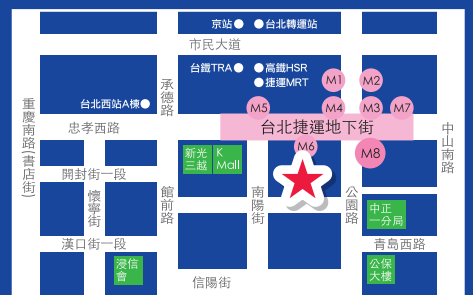 京站
台北轉運站
市民大道
台鐵TRA
高鐵HSR
捷運MRT
M1
M2
承德路
台北西站A棟
M5
M4
M3
M7
重慶南路(書店街)
忠孝西路
台北捷運地下街
中山南路
M6
M8
新光
三越
K
Mall
開封街一段
懷寧街
館前路
南陽街
公園路
中正
一分局
漢口街一段
青島西路
浸信
會
公保
大樓
信陽街